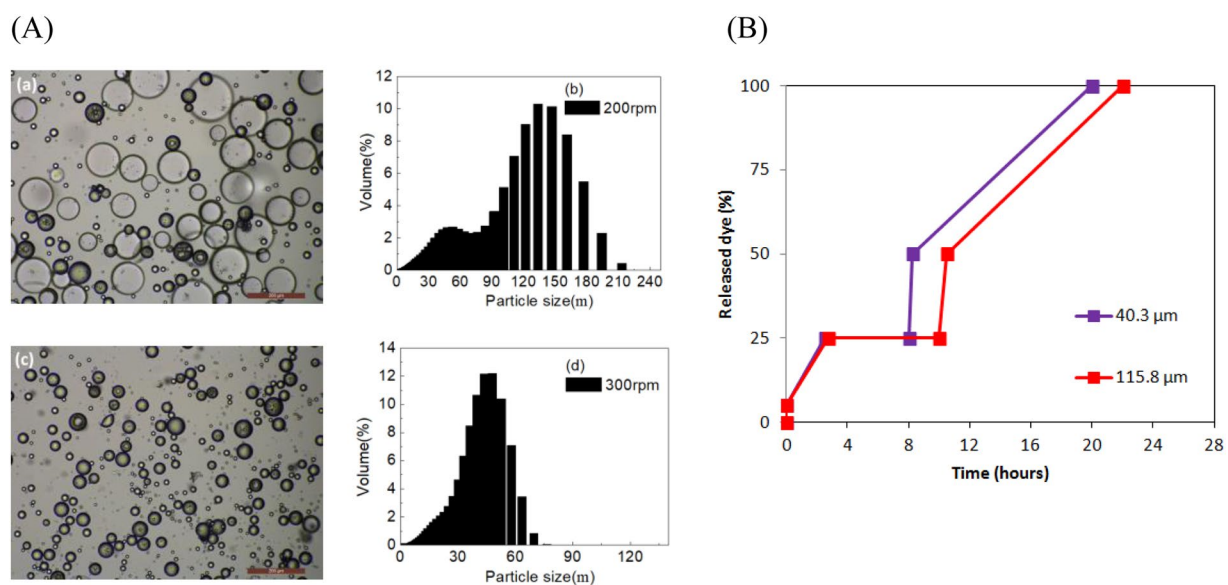 (A)
(B)
(a)
12
10
8
6
4
2
0
Volume(%)
(b)
200rpm
0 30 60 90 120 150 180 210 240
Particle size(m)
(c)
14
12
10
8
6
4
2
0
Volume(%)
(d)
300rpm
0 30 60 90 120
Particle size(m)
100
75
50
25
0
Released dye (%)
40.3 µm
115.8 µm
0 4 8 12 16 20 24 28
Time (hours)